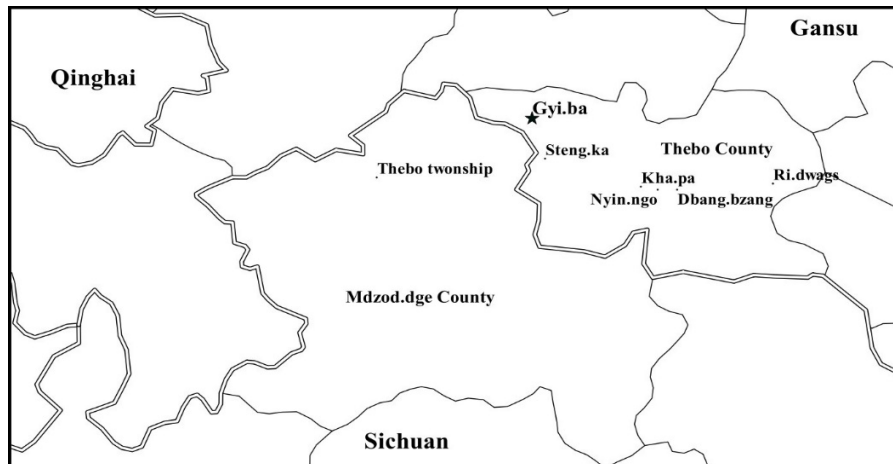 Gansu
Qinghai
Gyi.ba
Steng.ka
Thebo County
Thebo twonship
Kha.pa
Ri.dwags
Nyin.ngo
Dbang.bzang
Mdzod.dge County
Sichuan